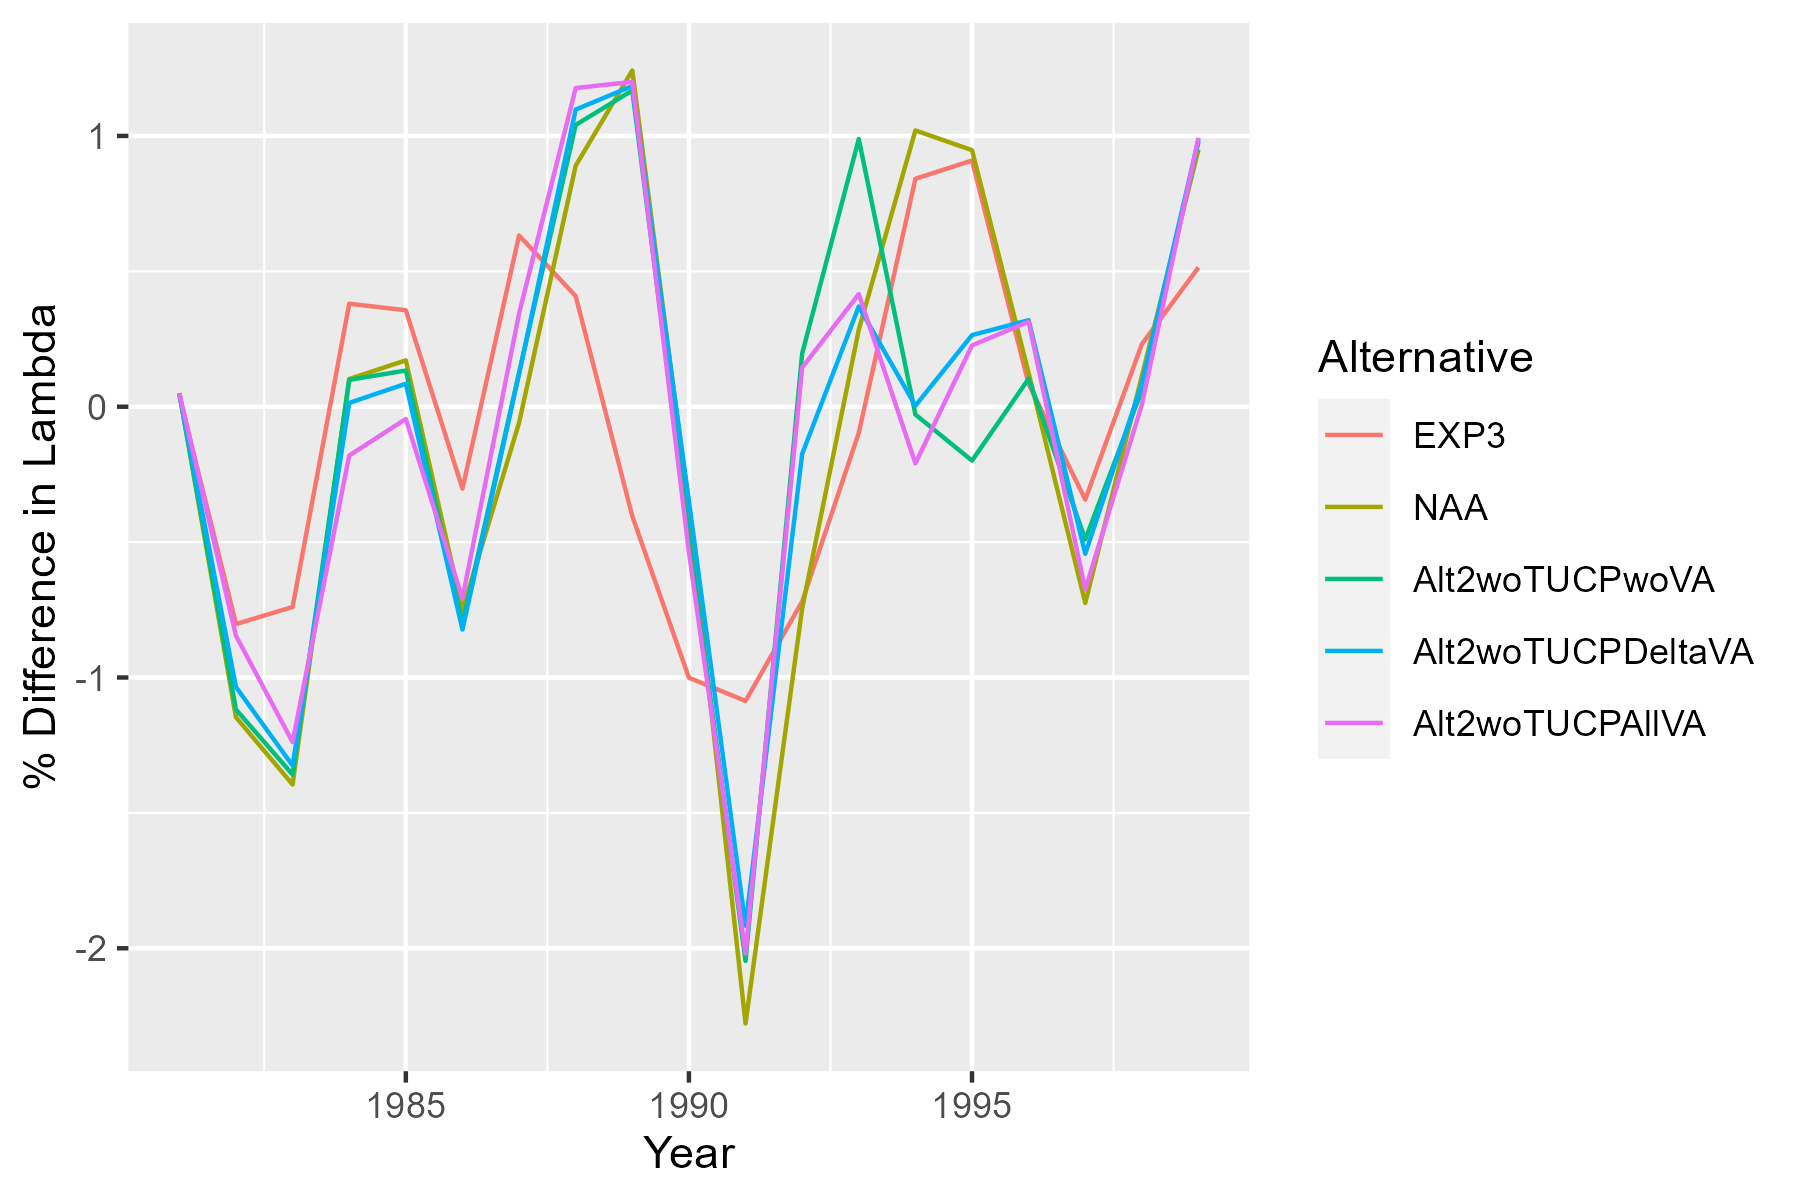 % Difference in Lambda
1
0
-1
-2
1985
1990
1995
Year
Alternative
EXP3
NAA
Alt2woTUCPwoVA
Alt2woTUCPDeltaVA
Alt2woTUCPAllVA